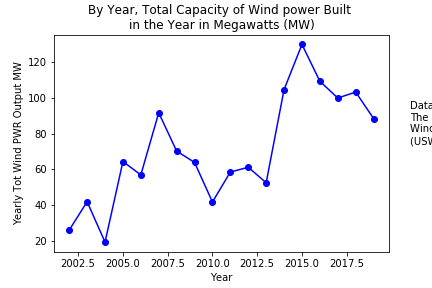 By Year, Total Capacity of Wind power Built
in the Year in Megawatts (MW)
Yearly Tot Wind PWR Output MW
120
100
80
60
40
20
2002.5 2005.0 2007.5 2010.0 2012.5 2015.0 2017.5
Year
Data
The
Wind
(USW